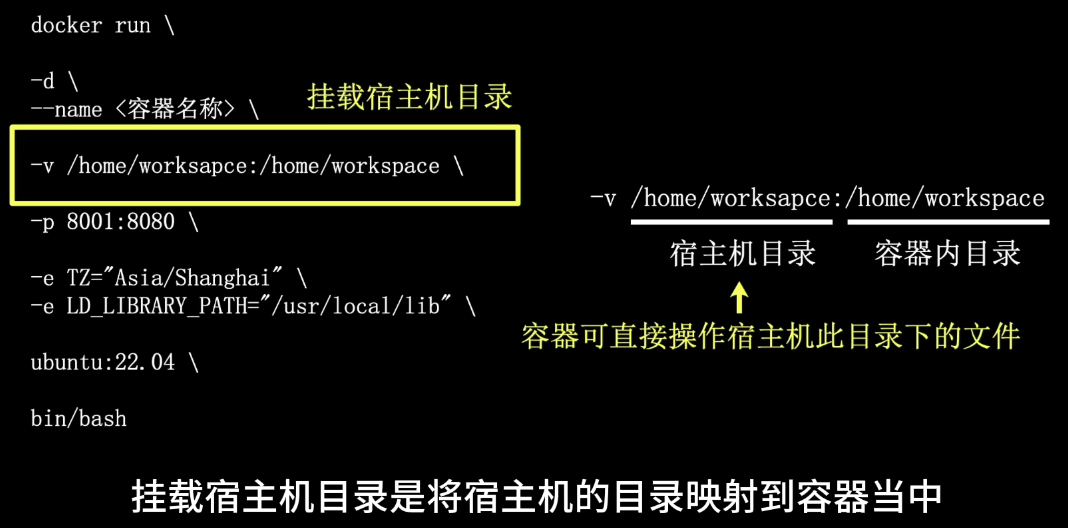 docker run \
-d \
--name <容器名称> \
挂载宿主机目录
-v /home/worksapce:/home/workspace \
-p 8001:8080 \
-e TZ="Asia/Shanghai" \
-e LD_LIBRARY_PATH="/usr/local/lib" \
ubuntu:22.04 \
bin/bash
-v /home/worksapce:/home/workspace
宿主机目录 容器内目录
容器可直接操作宿主机此目录下的文件
挂载宿主机目录是将宿主机的目录映射到容器当中